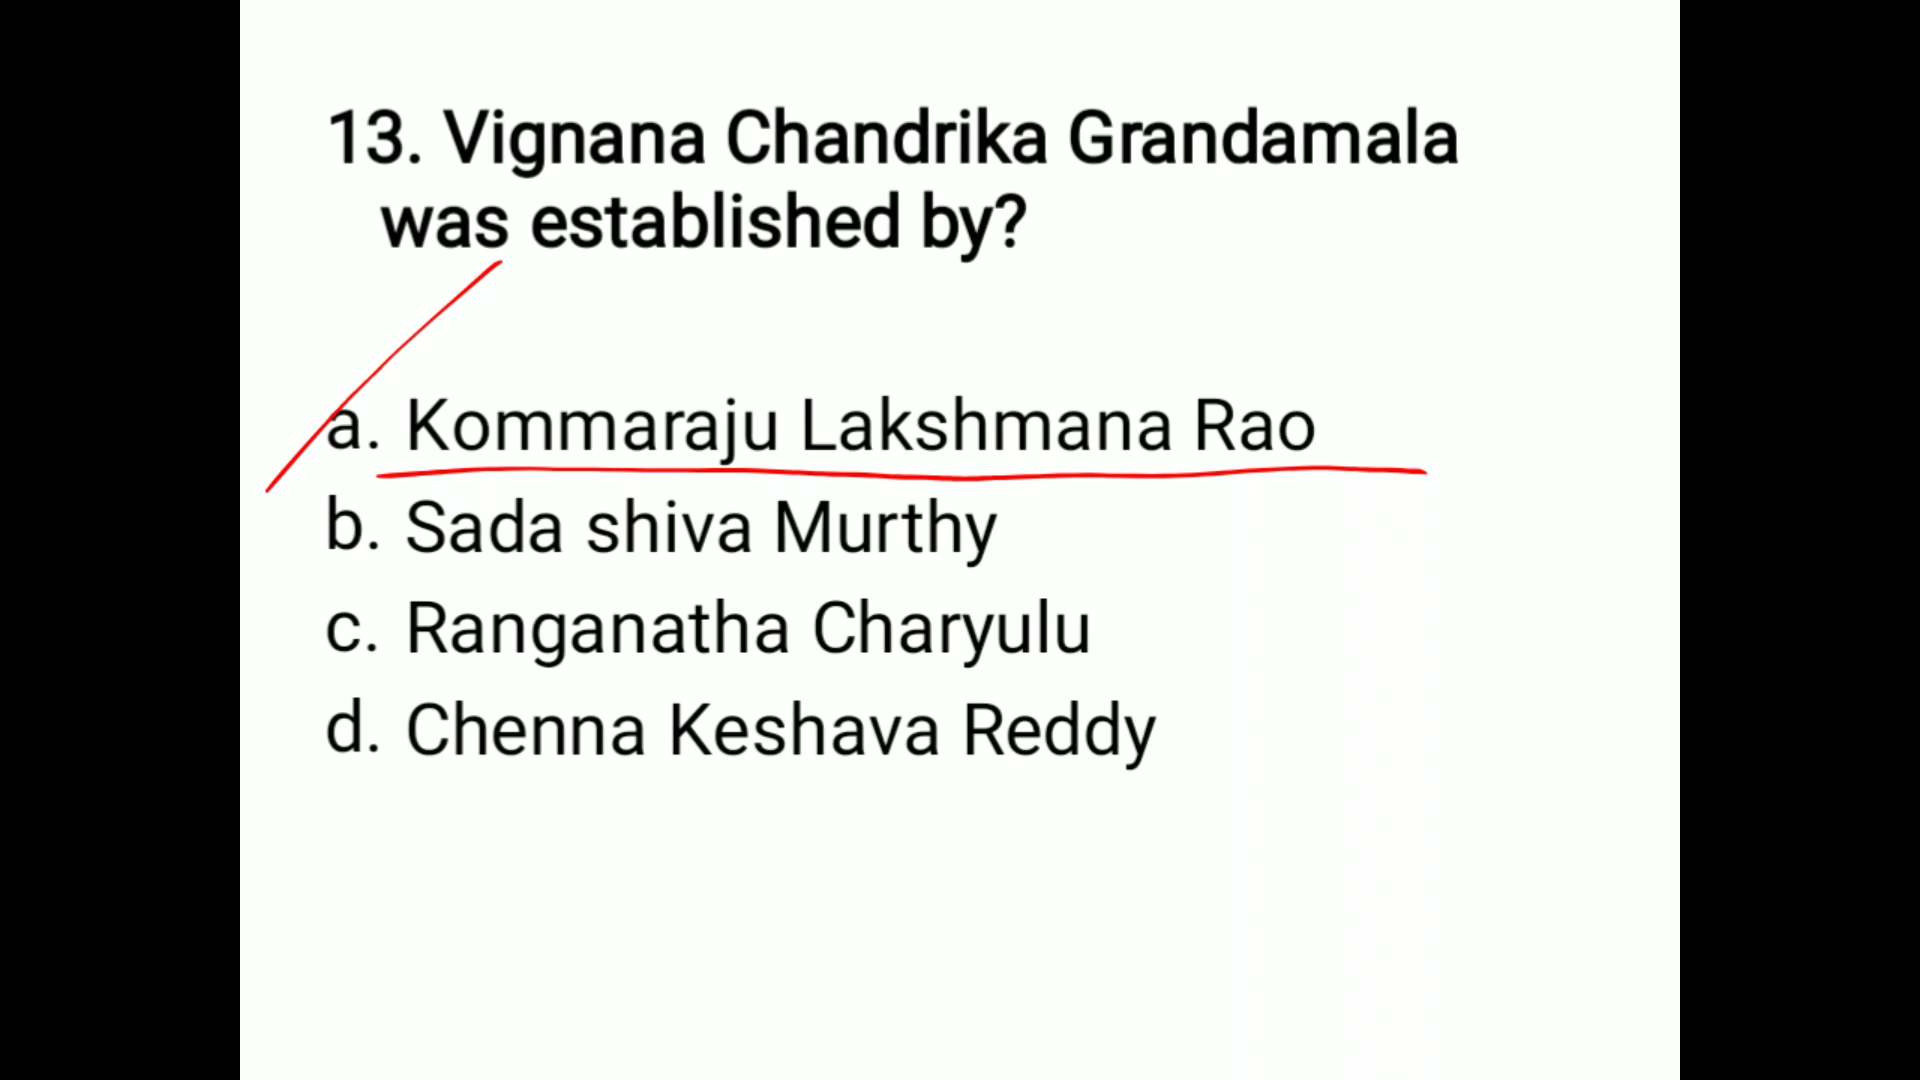 13. Vignana Chandrika Grandamala
was established by?
a. Kommaraju Lakshmana Rao
b. Sada shiva Murthy
c. Ranganatha Charyulu
d. Chenna Keshava Reddy